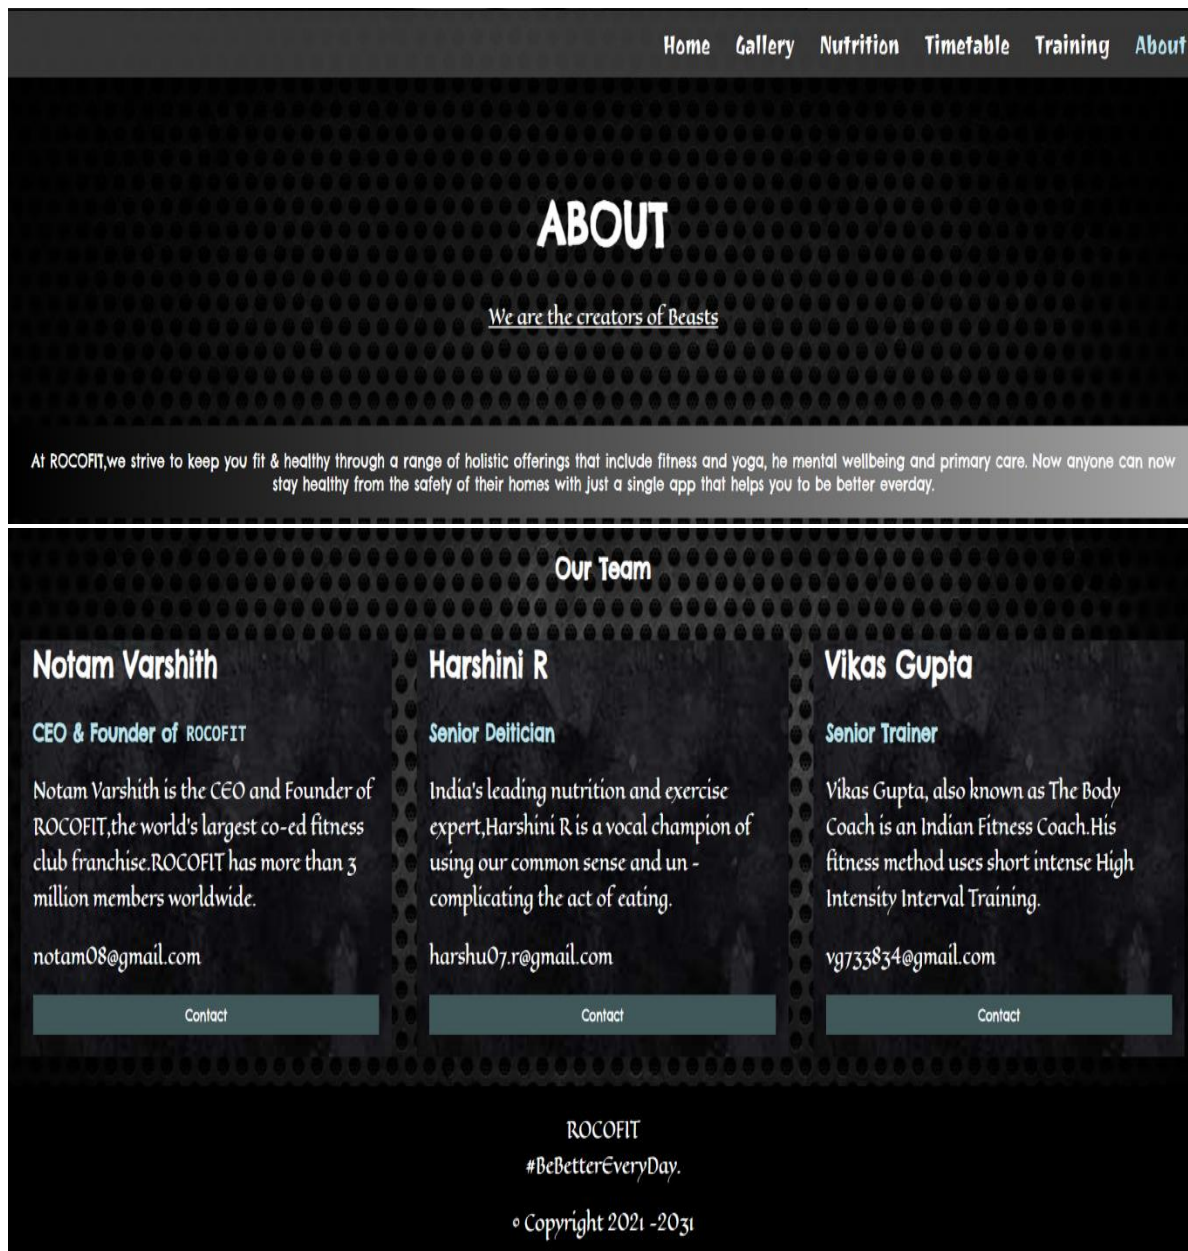 Home Gallery Nutrition Timetable Training About
ABOUT
We are the creators of Beasts
At ROCOFIT,we strive to keep you fit & healthy through a range of holistic offerings that include fitness and yoga, he mental wellbeing and primary care. Now anyone can now
stay healthy from the safety of their homes with just a single app that helps you to be better everday.
Our Team
Notam Varshith
CEO & Founder of ROCOFIT
Notam Varshith is the CEO and Founder of
ROCOFIT,the world's largest co-ed fitness
club franchise.ROCOFIT has more than 3
million members worldwide.
notam08@gmail.com
Contact
Harshini R
Senior Deitician
India's leading nutrition and exercise
expert,Harshini R is a vocal champion of
using our common sense and un -
complicating the act of eating.
harshu07.r@gmail.com
Contact
Vikas Gupta
Senior Trainer
Vikas Gupta, also known as The Body
Coach is an Indian Fitness Coach.His
fitness method uses short intense High
Intensity Interval Training.
vg733834@gmail.com
Contact
ROCOFIT
#BeBetterEveryDay.
© Copyright 2021 -2031